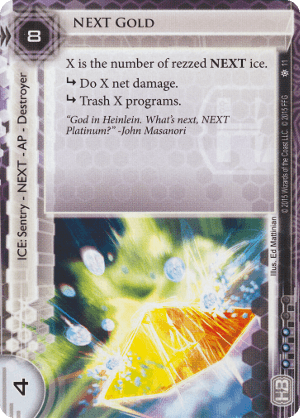 NEXT GOLD
8
X is the number of rezzed NEXT ice.
↳ Do X net damage.
↳ Trash X programs.
"God in Heinlein. What's next, NEXT
Platinum?" -John Masanori
ICE: Sentry - NEXT - AP - Destroyer
11
© 2015 Wizards of the Coast LLC. © 2015 FFG
Illus. Ed Mattinian
4
HB